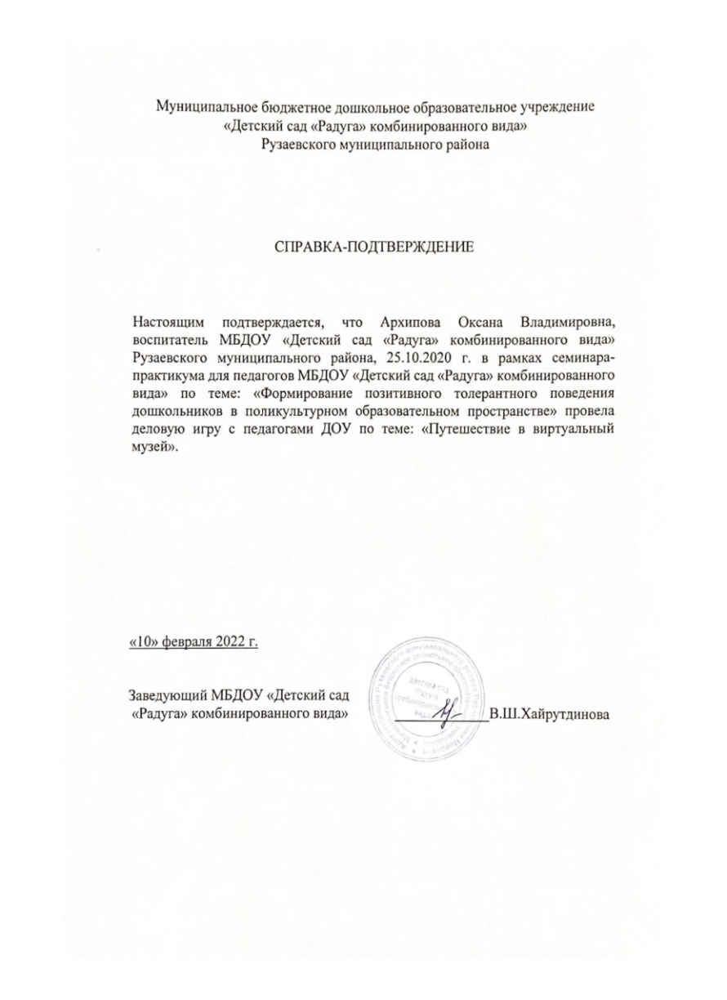 Муниципальное бюджетное дошкольное образовательное учреждение
«Детский сад «Радуга» комбинированного вида»
Рузаевского муниципального района
СПРАВКА-ПОДТВЕРЖДЕНИЕ
Настоящим подтверждается, что Архипова Оксана Владимировна,
воспитатель МБДОУ «Детский сад «Радуга» комбинированного вида»
Рузаевского муниципального района, 25.10.2020 г. в рамках семинара-
практикума для педагогов МБДОУ «Детский сад «Радуга» комбинированного
вида» по теме: «Формирование позитивного толерантного поведения
дошкольников в поликультурном образовательном пространстве» провела
деловую игру с педагогами ДОУ по теме: «Путешествие в виртуальный
музей».
«10» февраля 2022 г.
Заведующий МБДОУ «Детский сад
«Радуга» комбинированного вида» В.Ш.Хайрутдинова
детский сад